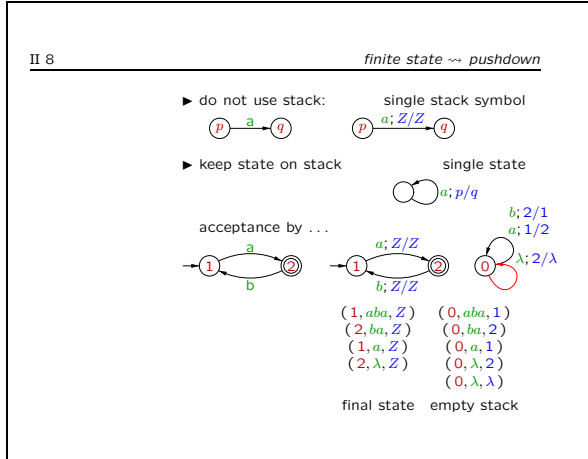 II 8 finite state ⇝ pushdown
► do not use stack: single stack symbol
p a q p a; Z/Z q
► keep state on stack single state
a; p/q
acceptance by . . .
b; 2/1
a; 1/2
a a; Z/Z
λ; 2/λ
1 2 1 2 0
b b; Z/Z
(1, aba, Z) (0, aba, 1)
(2, ba, Z) (0, ba, 2)
(1, a, Z) (0, a, 1)
(2, λ, Z) (0, λ, 2)
(0, λ, λ)
final state empty stack